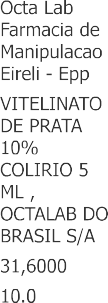 Octa Lab
Farmacia de
Manipulacao
Eireli - Epp
VITELINATO
DE PRATA
10%
COLIRIO 5
ML ,
OCTALAB DO
BRASIL S/A
31,6000
10.0